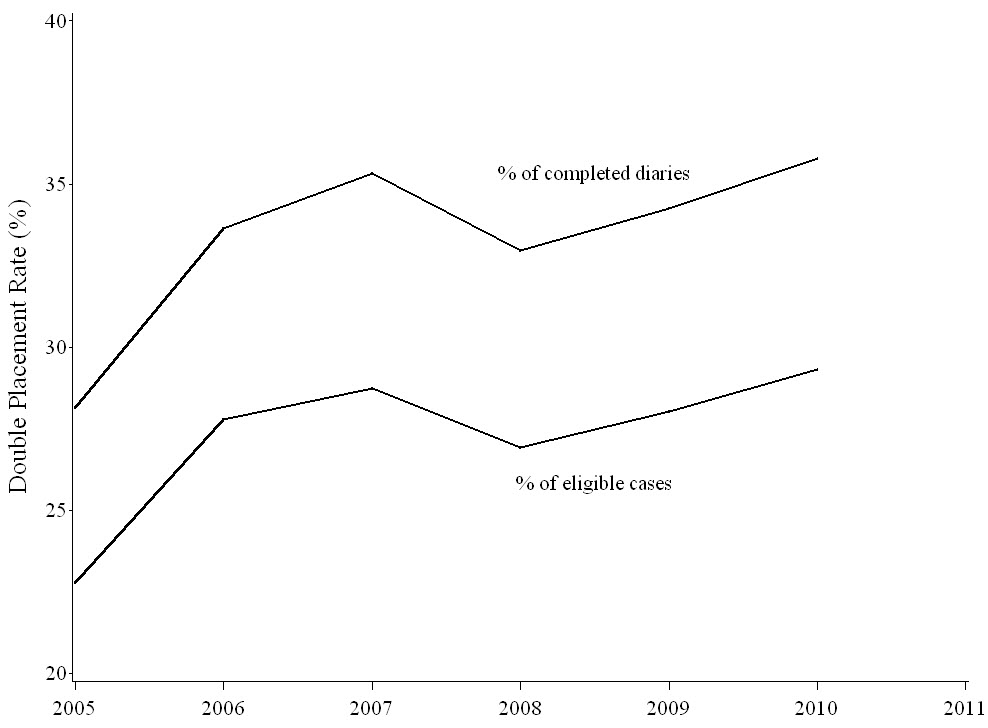 40
35
30
25
20
Double Placement Rate (%)
% of completed diaries
% of eligible cases
2005 2006 2007 2008 2009 2010 2011